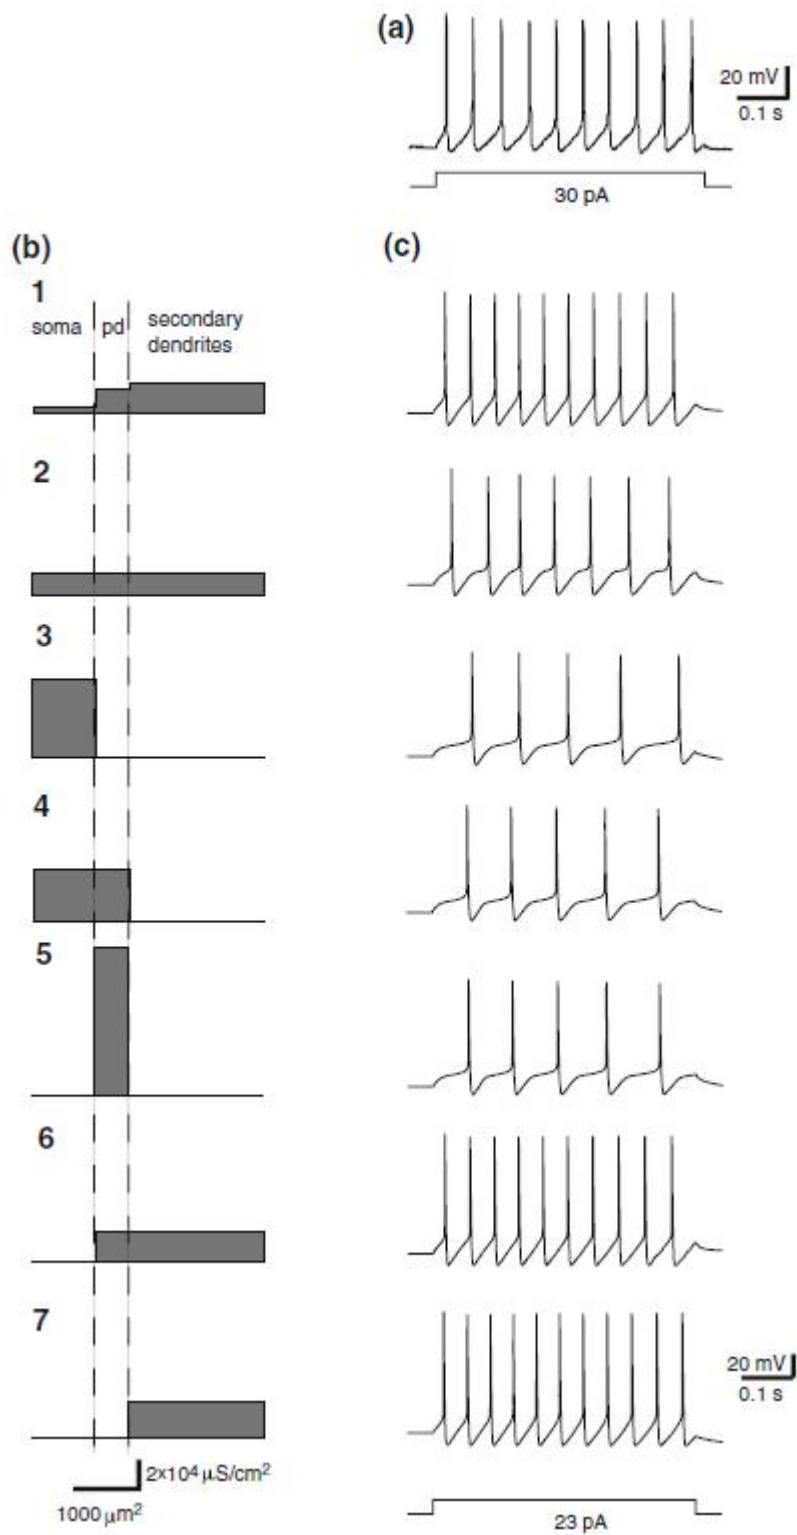 (a)
20 mV
0.1 s
30 pA
(b)
(c)
1
soma
pd
secondary
dendrites
2
3
4
5
6
7
20 mV
0.1 s
2×10⁴ μS/cm²
1000 μm²
23 pA